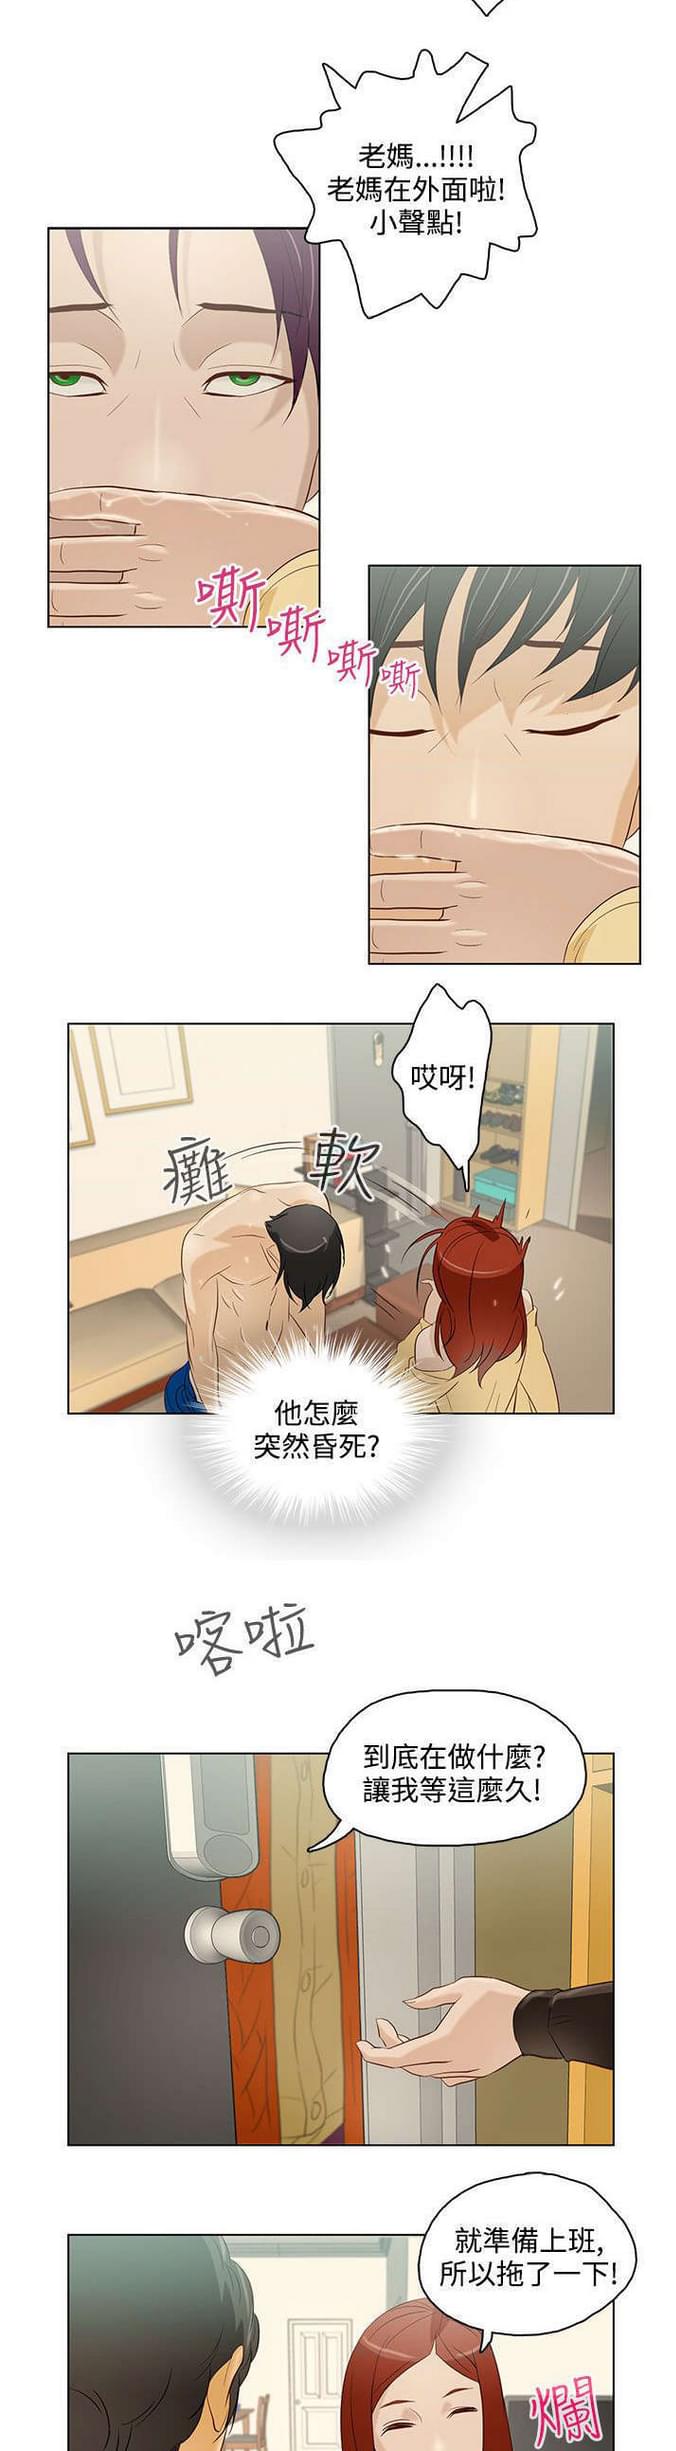 老媽...!!!!
老媽在外面啦!
小聲點!
嘶
嘶
嘶
嘶
哎呀!
癱軟
他怎麼
突然昏死?
喀啦
到底在做什麼?
讓我等這麼久!
就準備上班,
所以拖了一下!
爛